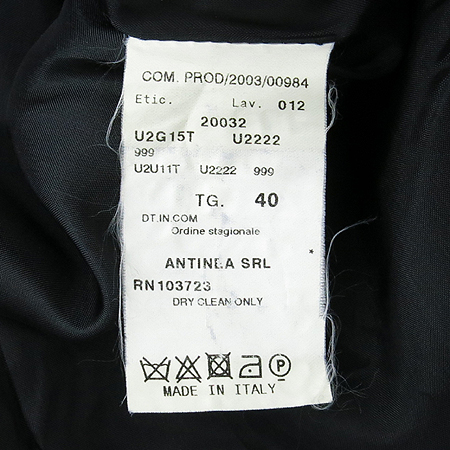 COM. PROD/2003/00984
Etic. Lav. 012
20032
U2G15T U2222
999
U2U11T U2222 999
TG. 40
DT.IN.COM
Ordine stagionale
*
ANTINEA SRL
RN103723
DRY CLEAN ONLY
P
MADE IN ITALY